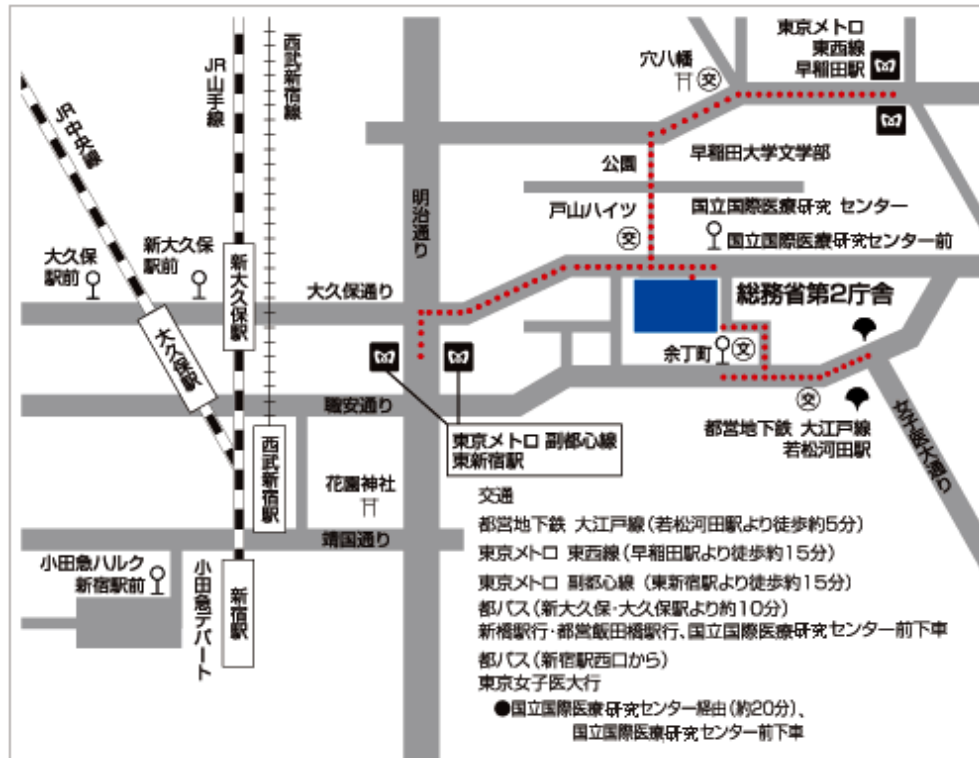 東京メトロ
東西線
早稲田駅
穴八幡
交
西武新宿線
JR山手線
JR中央線
早稲田大学文学部
公園
明治通り
戸山ハイツ
交
国立国際医療研究 センター
国立国際医療研究センター前
大久保
駅前
新大久保
駅前
新大久保駅
大久保通り
総務省第2庁舎
大久保駅
余丁町
文
職安通り
交
都営地下鉄 大江戸線
若松河田駅
女子医大通り
東京メトロ 副都心線
東新宿駅
西武新宿駅
花園神社
靖国通り
小田急ハルク
新宿駅前
小田急デパート
新宿駅
交通
都営地下鉄 大江戸線(若松河田駅より徒歩約5分)
東京メトロ 東西線(早稲田駅より徒歩約15分)
東京メトロ 副都心線 (東新宿駅より徒歩約15分)
都バス(新大久保・大久保駅より約10分)
新橋駅行・都営飯田橋駅行、国立国際医療研究センター前下車
都バス(新宿駅西口から)
東京女子医大行
●国立国際医療研究センター経由(約20分)、
国立国際医療研究センター前下車